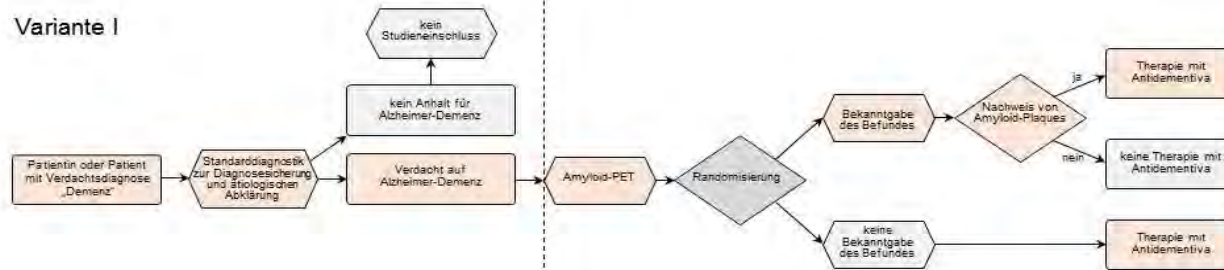 Variante I
kein
Studieneinschluss
kein Anhalt für
Alzheimer-Demenz
Patientin oder Patient
mit Verdachtsdiagnose
„Demenz“
Standarddiagnostik
zur Diagnosesicherung
und ätiologischen
Abklärung
Verdacht auf
Alzheimer-Demenz
Amyloid-PET
Randomisierung
Bekanntgabe
des Befundes
Nachweis von
Amyloid-Plaques
ja
Therapie mit
Antidementiva
nein
keine Therapie mit
Antidementiva
keine
Bekanntgabe
des Befundes
Therapie mit
Antidementiva